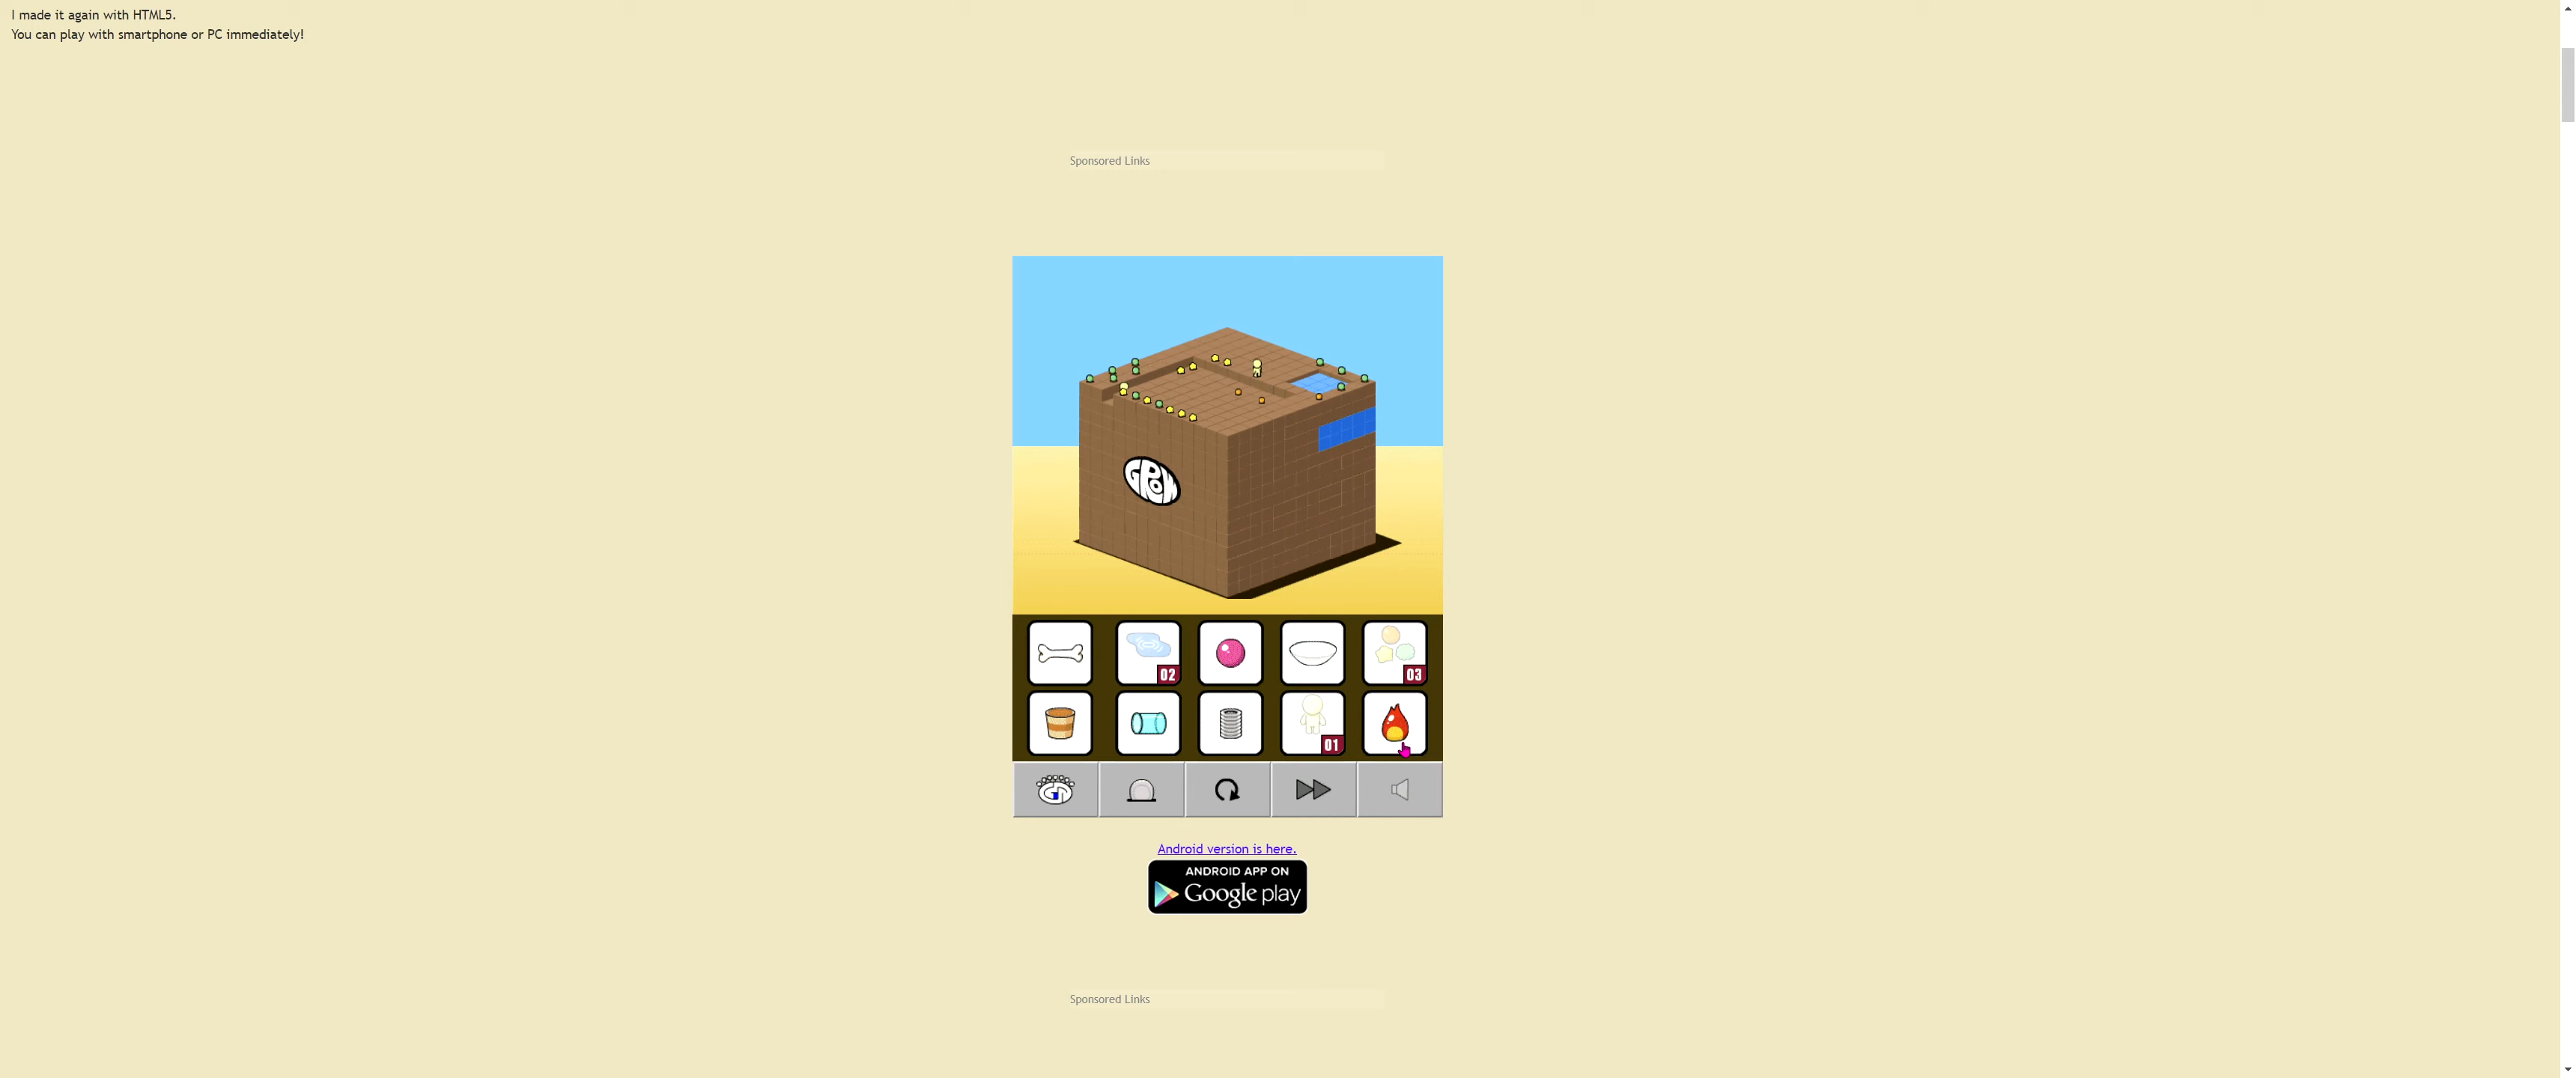 I made it again with HTML5.
You can play with smartphone or PC immediately!
Sponsored Links
GROW
02
03
01
Android version is here.
ANDROID APP ON
Google play
Sponsored Links